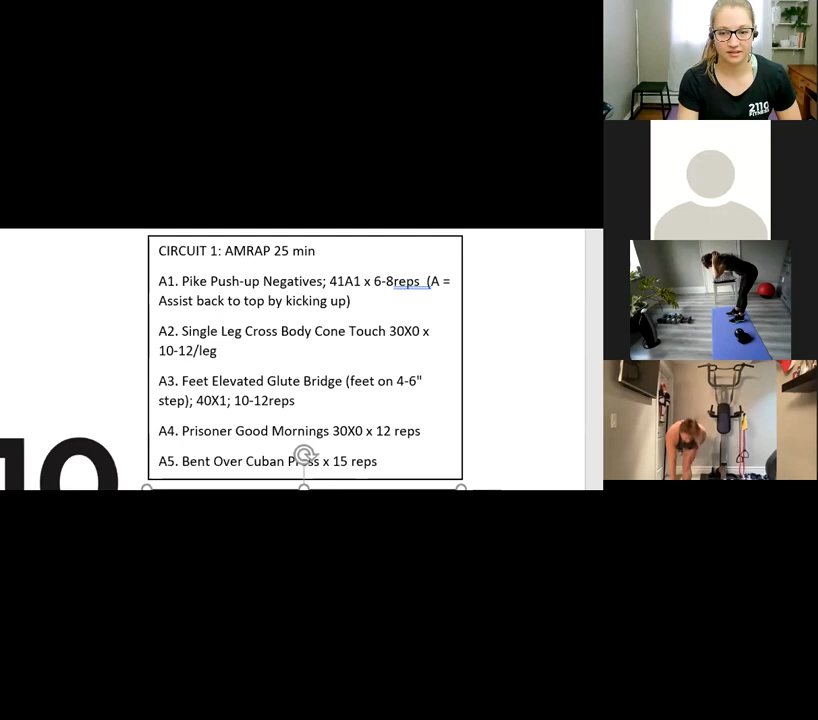 CIRCUIT 1: AMRAP 25 min
A1. Pike Push-up Negatives; 41A1 x 6-8reps  (A =
Assist back to top by kicking up)
A2. Single Leg Cross Body Cone Touch 30X0 x
10-12/leg
A3. Feet Elevated Glute Bridge (feet on 4-6"
step); 40X1; 10-12reps
A4. Prisoner Good Mornings 30X0 x 12 reps
A5. Bent Over Cuban Press x 15 reps
10
2110
FITNESS